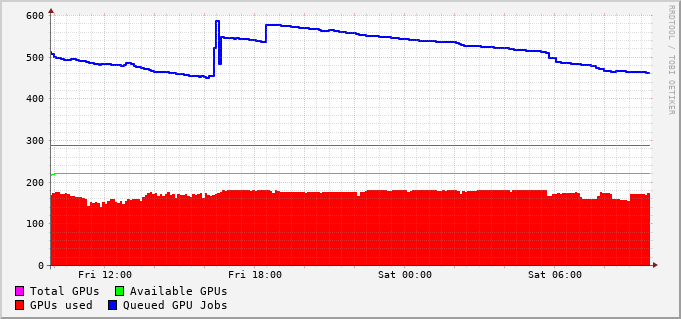 600
500
400
300
200
100
0
Fri 12:00 Fri 18:00 Sat 00:00 Sat 06:00
Total GPUs Available GPUs
GPUs used Queued GPU Jobs
RRDTOOL / TOBI OETIKER